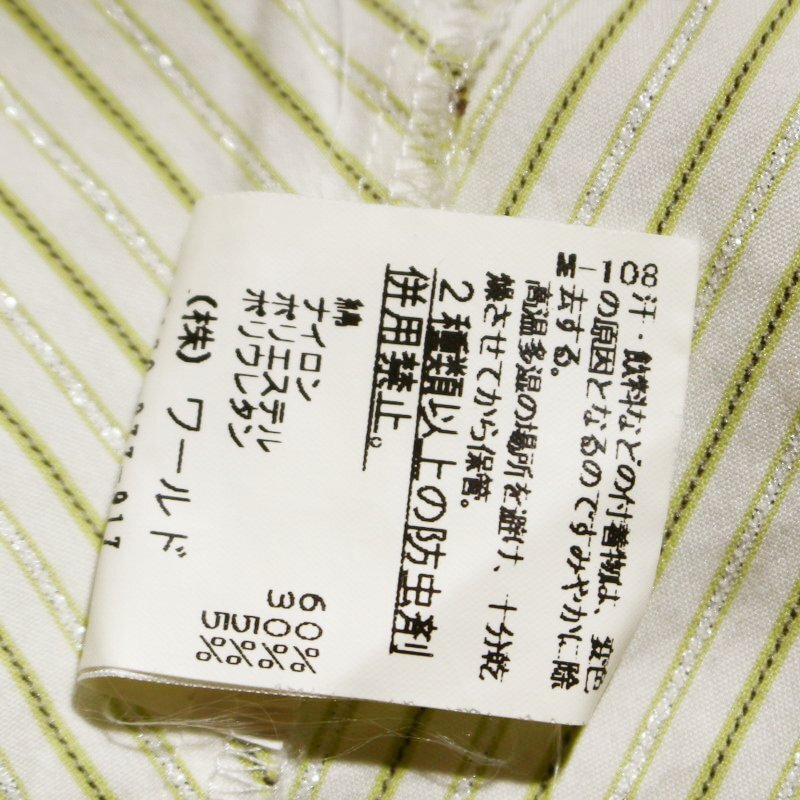 汗・飲料などの付着物は、変色
の原因となるのですみやかに除
去する。
高温多湿の場所を避け、十分乾
燥させてから保管。
2種類以上の防虫剤
併用禁止。
綿 60%
ナイロン 30%
ポリエステル 5%
ポリウレタン 5%
(株) ワールド